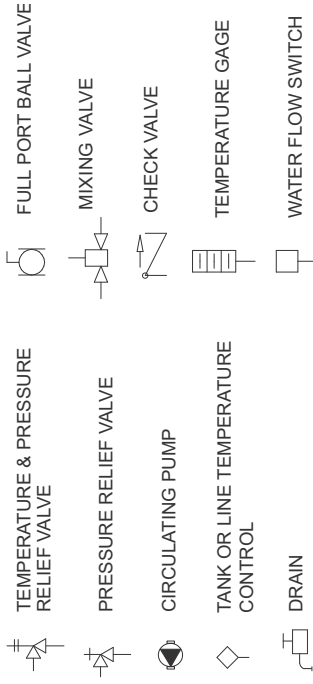 TEMPERATURE & PRESSURE
RELIEF VALVE
PRESSURE RELIEF VALVE
CIRCULATING PUMP
TANK OR LINE TEMPERATURE
CONTROL
DRAIN
FULL PORT BALL VALVE
MIXING VALVE
CHECK VALVE
TEMPERATURE GAGE
WATER FLOW SWITCH